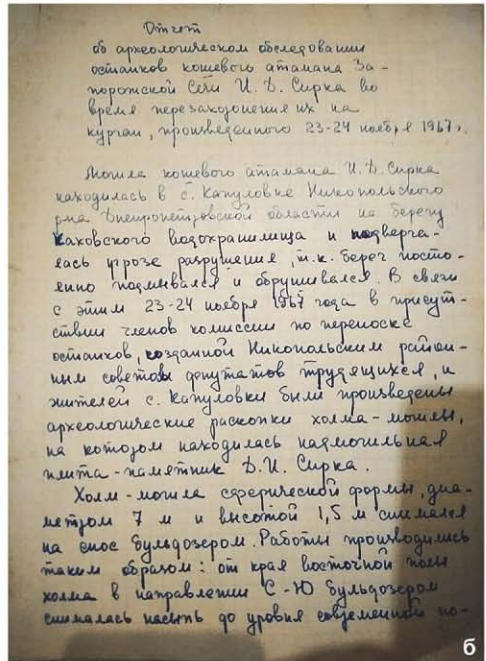 Отчет
об археологическом обследовании
останков кошевого атамана За-
порожской Сечи И. Д. Сирка во
время перезахоронения их на
курган, произведенного 23-24 ноября 1967 г.
Могила кошевого атамана И. Д. Сирка
находилась в с. Капуловке Никопольского
р-на Днепропетровской области на берегу
Каховского водохранилища и подверга-
лась угрозе разрушения, т.к. берег посто-
янно подмывался и обрушивался. В связи
с этим 23-24 ноября 1967 года в присут-
ствии членов комиссии по переноске
останков, созданной Никопольским район-
ным советом депутатов трудящихся, и
жителей с. Капуловки были произведены
археологические раскопки холма-могилы,
на котором находилась надмогильная
плита-памятник Д. И. Сирка.
Холм-могила сферической формы, диа-
метром 7 м и высотой 1,5 м снимался
на снос бульдозером. Работы производились
таким образом: от края восточной полы
холма в направлении С-Ю бульдозером
снималась насыпь до уровня современной по-
б